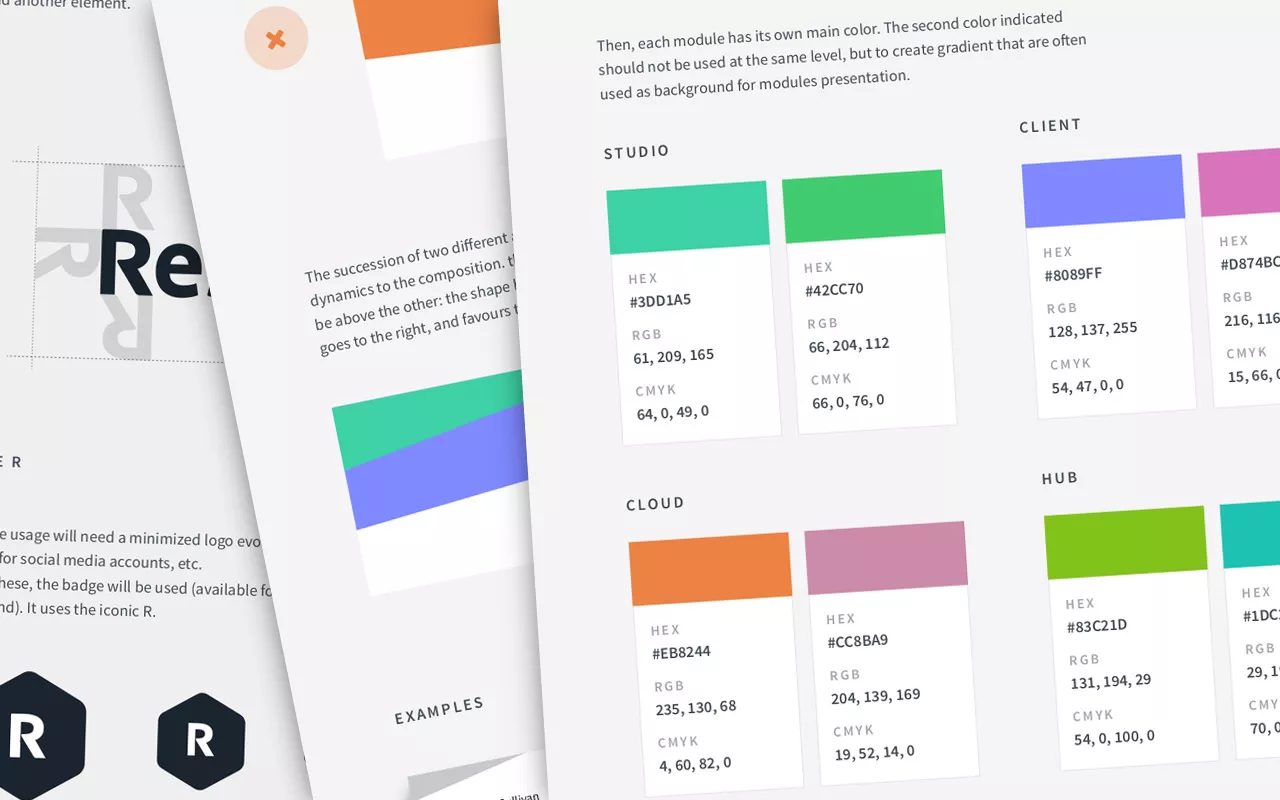 d another element.
R
R
Re
R
E R
e usage will need a minimized logo evo
for social media accounts, etc.
hese, the badge will be used (available fo
nd). It uses the iconic R.
R
R
The succession of two different
dynamics to the composition.
be above the other: the shape
goes to the right, and favours
EXAMPLES
Then, each module has its own main color. The second color indicated
should not be used at the same level, but to create gradient that are often
used as background for modules presentation.
STUDIO
HEX
#3DD1A5
RGB
61, 209, 165
CMYK
64, 0, 49, 0
HEX
#42CC70
RGB
66, 204, 112
CMYK
66, 0, 76, 0
CLIENT
HEX
#8089FF
RGB
128, 137, 255
CMYK
54, 47, 0, 0
HEX
#D874BC
RGB
216, 116
CMYK
15, 66, 0
CLOUD
HEX
#EB8244
RGB
235, 130, 68
CMYK
4, 60, 82, 0
HEX
#CC8BA9
RGB
204, 139, 169
CMYK
19, 52, 14, 0
HUB
HEX
#83C21D
RGB
131, 194, 29
CMYK
54, 0, 100, 0
HEX
#1DC
RGB
29, 1
CMY
70, 0